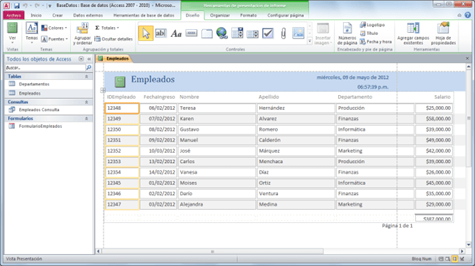 BaseDatos : Base de datos (Access 2007 - 2010) - Microsoft...
Herramientas de presentación de informe
Archivo Inicio Crear Datos externos Herramientas de base de datos Diseño Organizar Formato Configurar página
Ver Temas Colores Fuentes Agrupar y ordenar Totales Insertar imagen Números de página Logotipo Título Fecha y hora Agregar campos existentes Hoja de propiedades
Vistas Temas Agrupación y totales Controles Encabezado y pie de página Herramientas
Todos los objetos de Access
Buscar...
Tablas
Departamentos
Empleados
Consultas
Empleados Consulta
Formularios
FormularioEmpleados
Empleados
Empleados
miércoles, 09 de mayo de 2012
06:57:29 p.m.
IDEmpleado FechaIngreso Nombre Apellido Departamento Salario
12348 06/02/2012 Teresa Hernández Producción $25,000.00
12349 07/02/2012 Karen Alvarez Finanzas $56,000.00
12350 08/02/2012 Gustavo Romero Informática $39,000.00
12351 09/02/2012 Manuel Calderón Finanzas $49,000.00
12352 10/02/2012 José Márquez Marketing $42,000.00
12353 13/02/2012 Carlos Menchaca Producción $39,000.00
12354 14/02/2012 Vanesa Díaz Finanzas $26,000.00
12345 01/02/2012 Moises Ortiz Informática $45,000.00
12346 02/02/2012 Darío Ventura Finanzas $35,000.00
12347 03/02/2012 Alejandra Medina Marketing $29,000.00
Página 1 de 1
Vista Presentación
Bloq Num